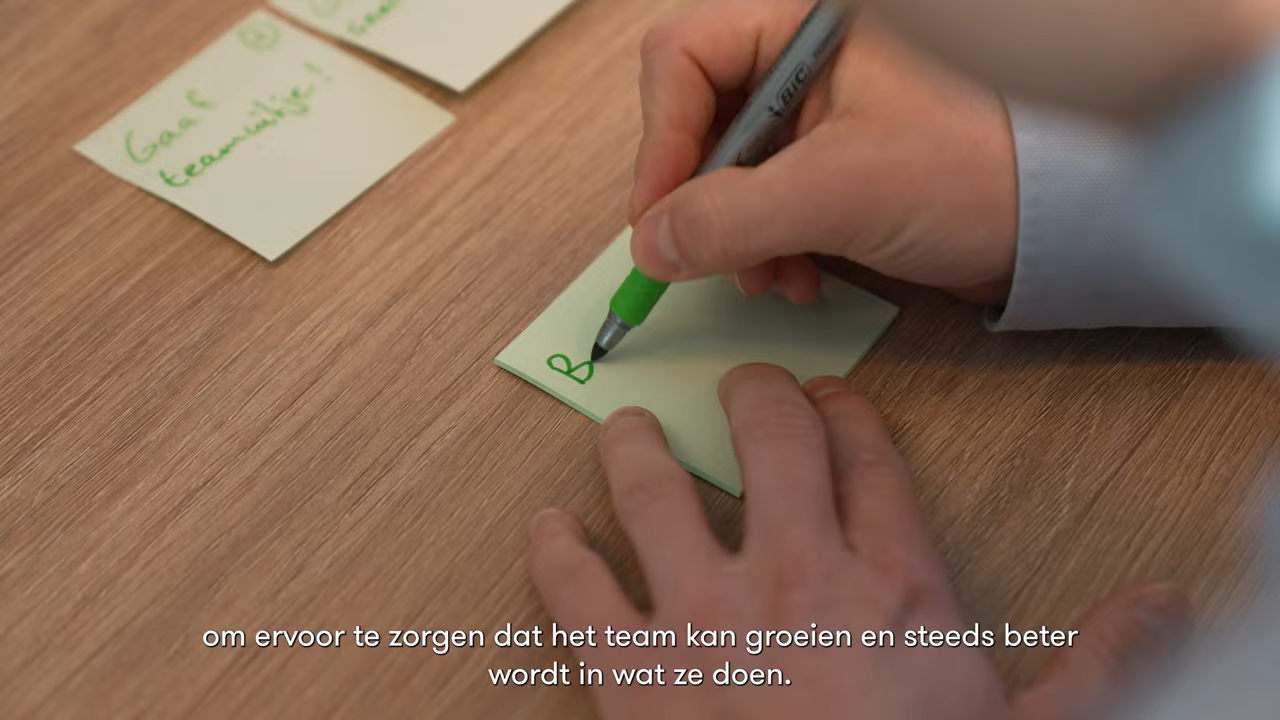 Gaaf
teamuitje!
BIC
B
om ervoor te zorgen dat het team kan groeien en steeds beter
wordt in wat ze doen.